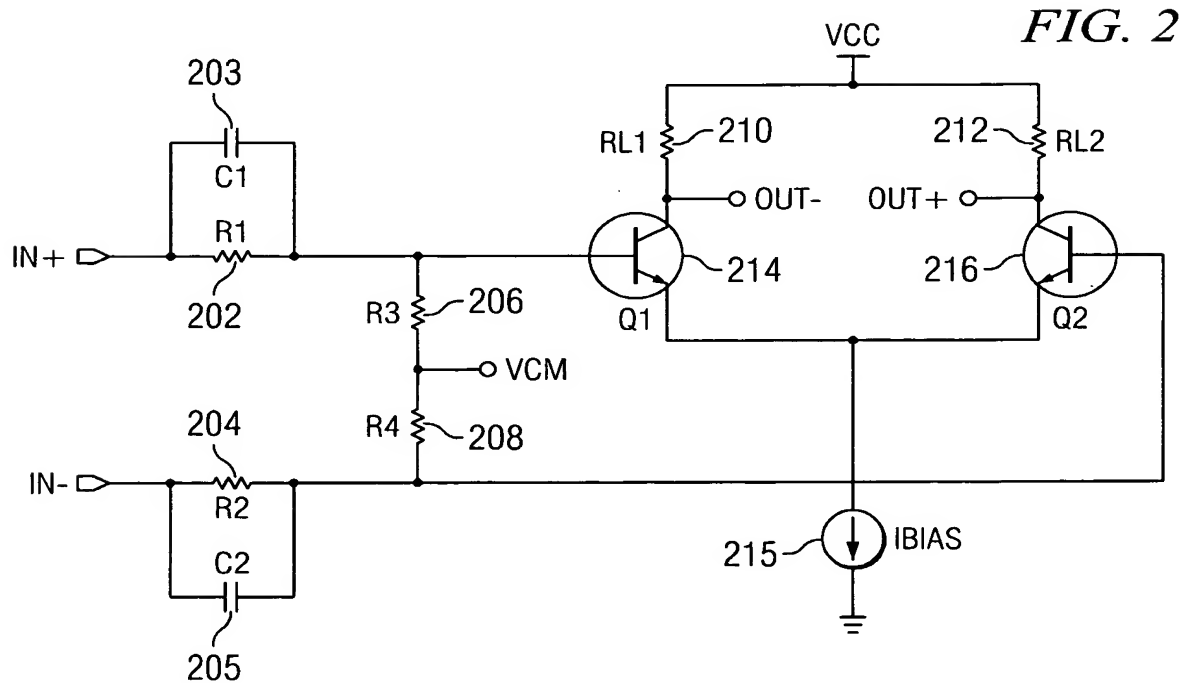 FIG. 2
VCC
203
C1
RL1
210
212
RL2
OUT-
OUT+
R1
IN+
202
214
216
Q1
Q2
R3
206
VCM
204
R4
208
IN-
R2
215
IBIAS
C2
205